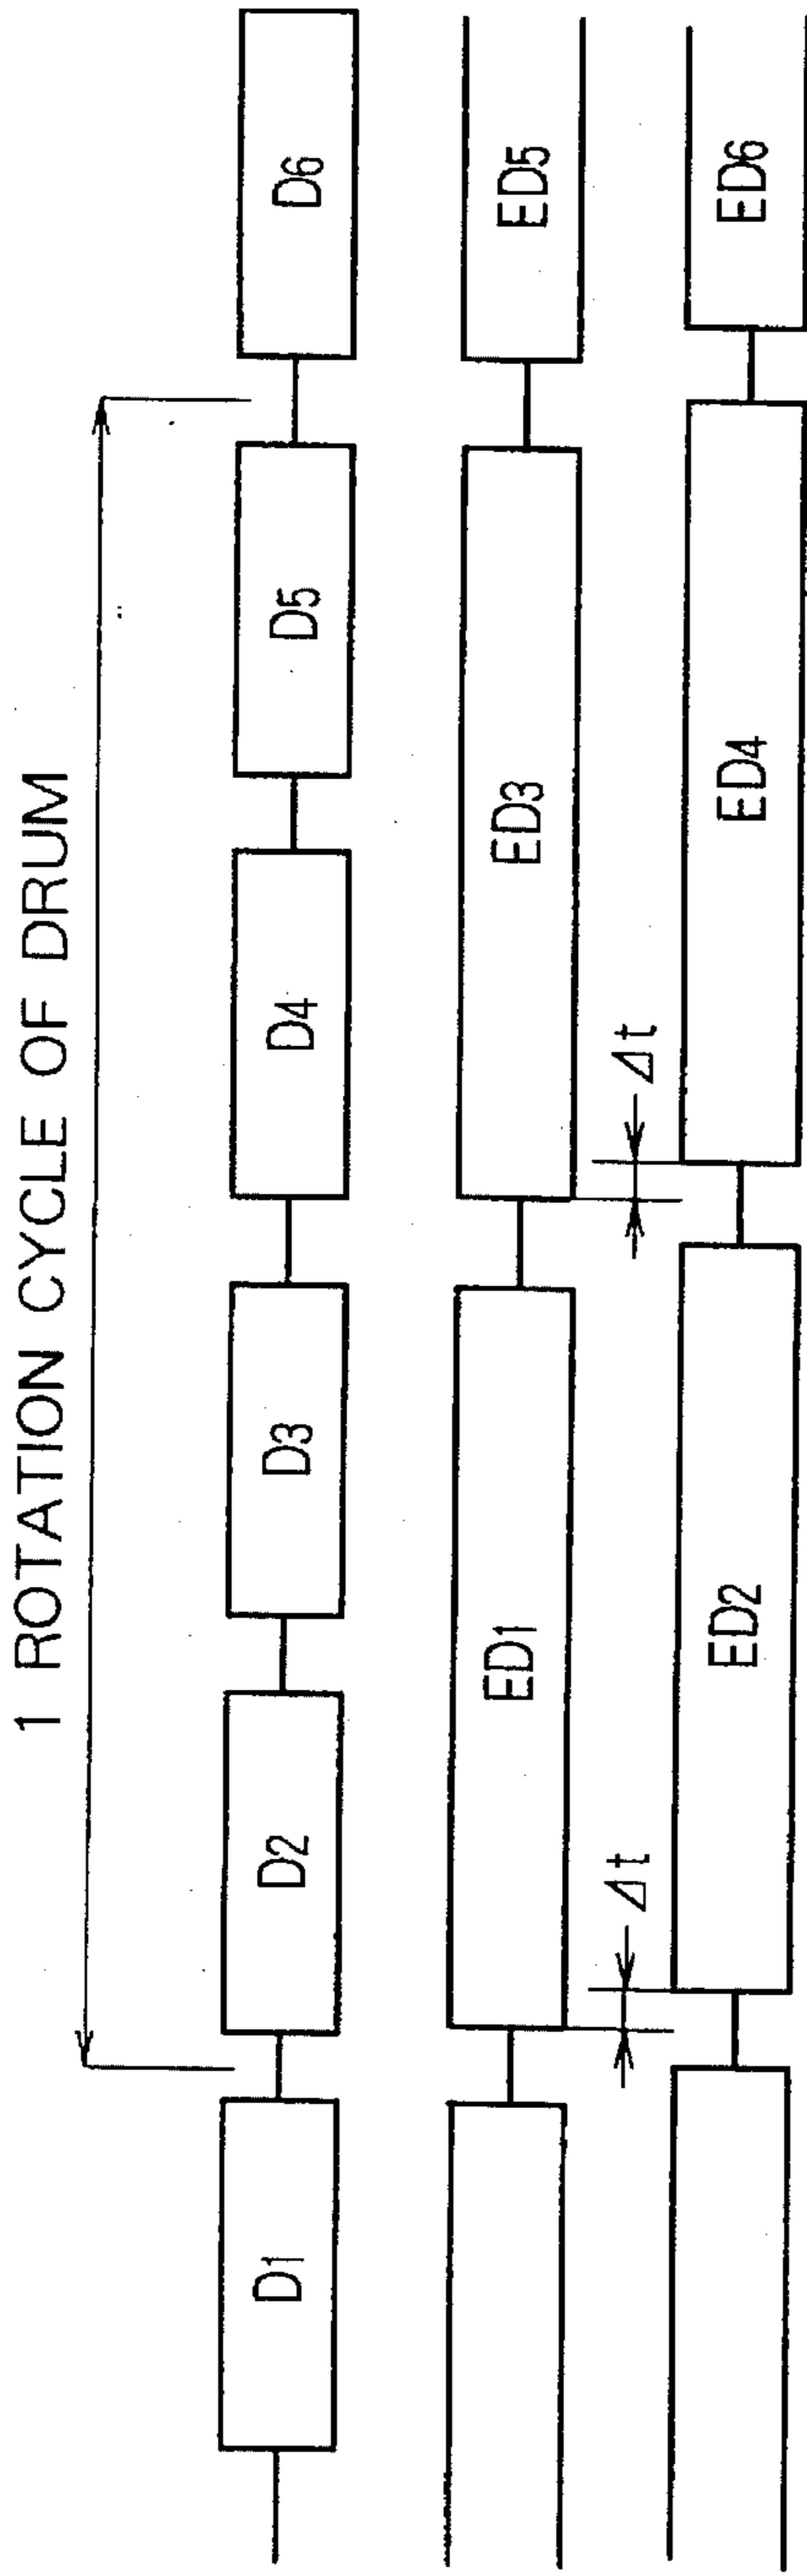 1 ROTATION CYCLE OF DRUM
D1 D2 D3 D4 D5 D6
ED1 ED3 ED5
Δt Δt
ED2 ED4 ED6